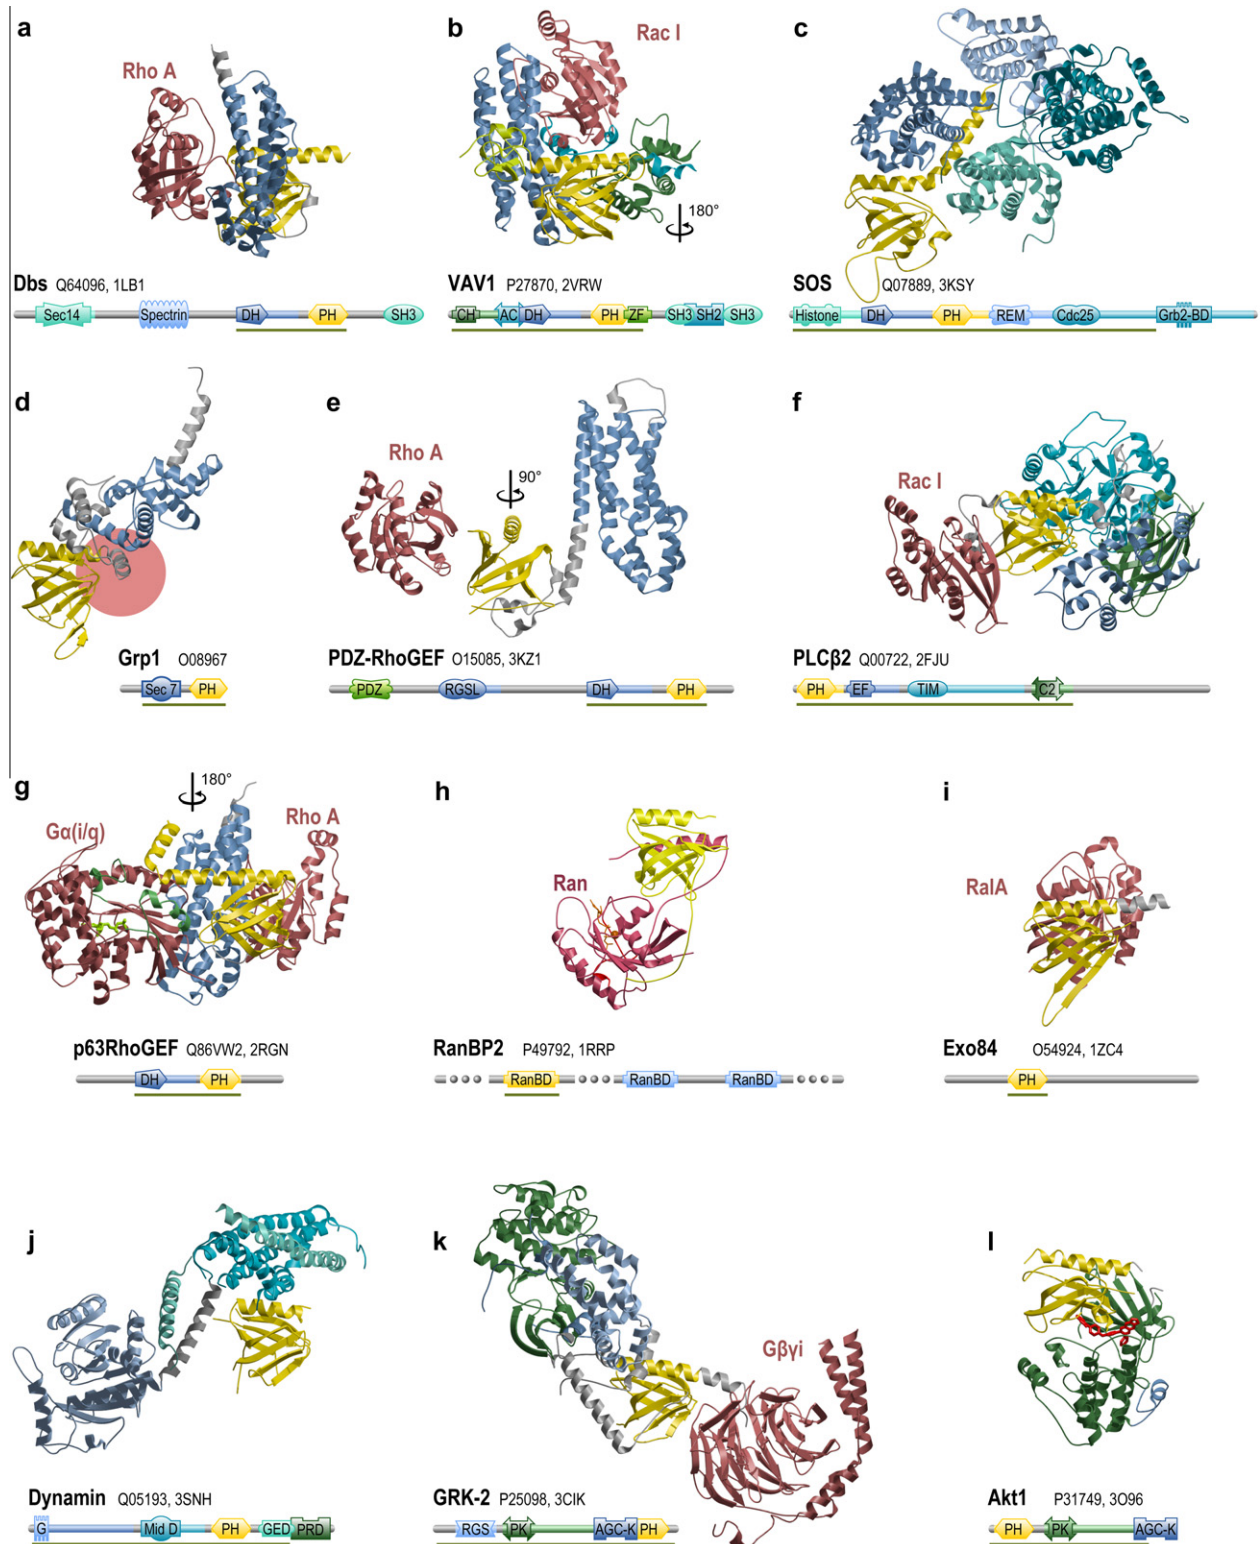 a
b
c
Rho A
Rac I
180°
Dbs Q64096, 1LB1
VAV1 P27870, 2VRW
SOS Q07889, 3KSY
Sec14 Spectrin DH PH SH3
CH AC DH PH ZF SH3 SH2 SH3
Histone DH PH REM Cdc25 Grb2-BD
d
e
f
Rho A
90°
Rac I
Grp1 O08967
PDZ-RhoGEF O15085, 3KZ1
PLCβ2 Q00722, 2FJU
Sec 7 PH
PDZ RGSL DH PH
PH EF TIM C2
g
h
i
180°
Gα(i/q)
Rho A
Ran
RalA
p63RhoGEF Q86VW2, 2RGN
RanBP2 P49792, 1RRP
Exo84 O54924, 1ZC4
DH PH
RanBD RanBD RanBD
PH
j
k
l
Gβγi
Dynamin Q05193, 3SNH
GRK-2 P25098, 3CIK
Akt1 P31749, 3O96
G Mid D PH GED PRD
RGS PK AGC-K PH
PH PK AGC-K